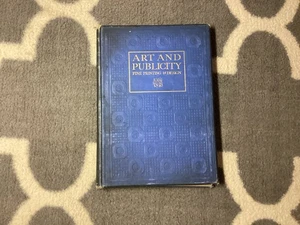 ART AND
PUBLICITY
FINE PRINTING & DESIGN